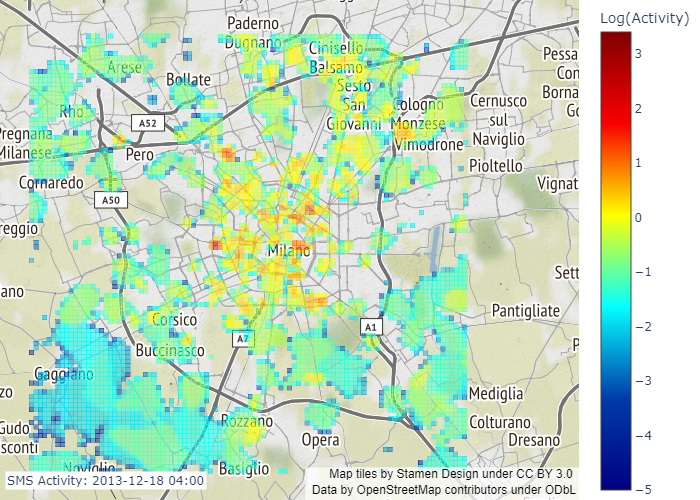 Paderno
Dugnano
Cinisello
Balsamo
Arese
Bollate
Sesto
San
Giovanni
Rho
Cologno
Monzese
Cernusco
sul
Naviglio
Pessa
Con
Borna
Go
A52
Pregnana
Milanese
Pero
Vimodrone
Pioltello
Cornaredo
Vignat
A50
reggio
Milano
Sett
ano
Pantigliate
Corsico
A1
A7
Buccinasco
P
Gaggiano
zo
Mediglia
Rozzano
Colturano
Gudo
sconti
Opera
Dresano
Noviglio
Basiglio
SMS Activity: 2013-12-18 04:00
Map tiles by Stamen Design under CC BY 3.0
Data by OpenStreetMap contributors under ODbL
Log(Activity)
3
2
1
0
−1
−2
−3
−4
−5